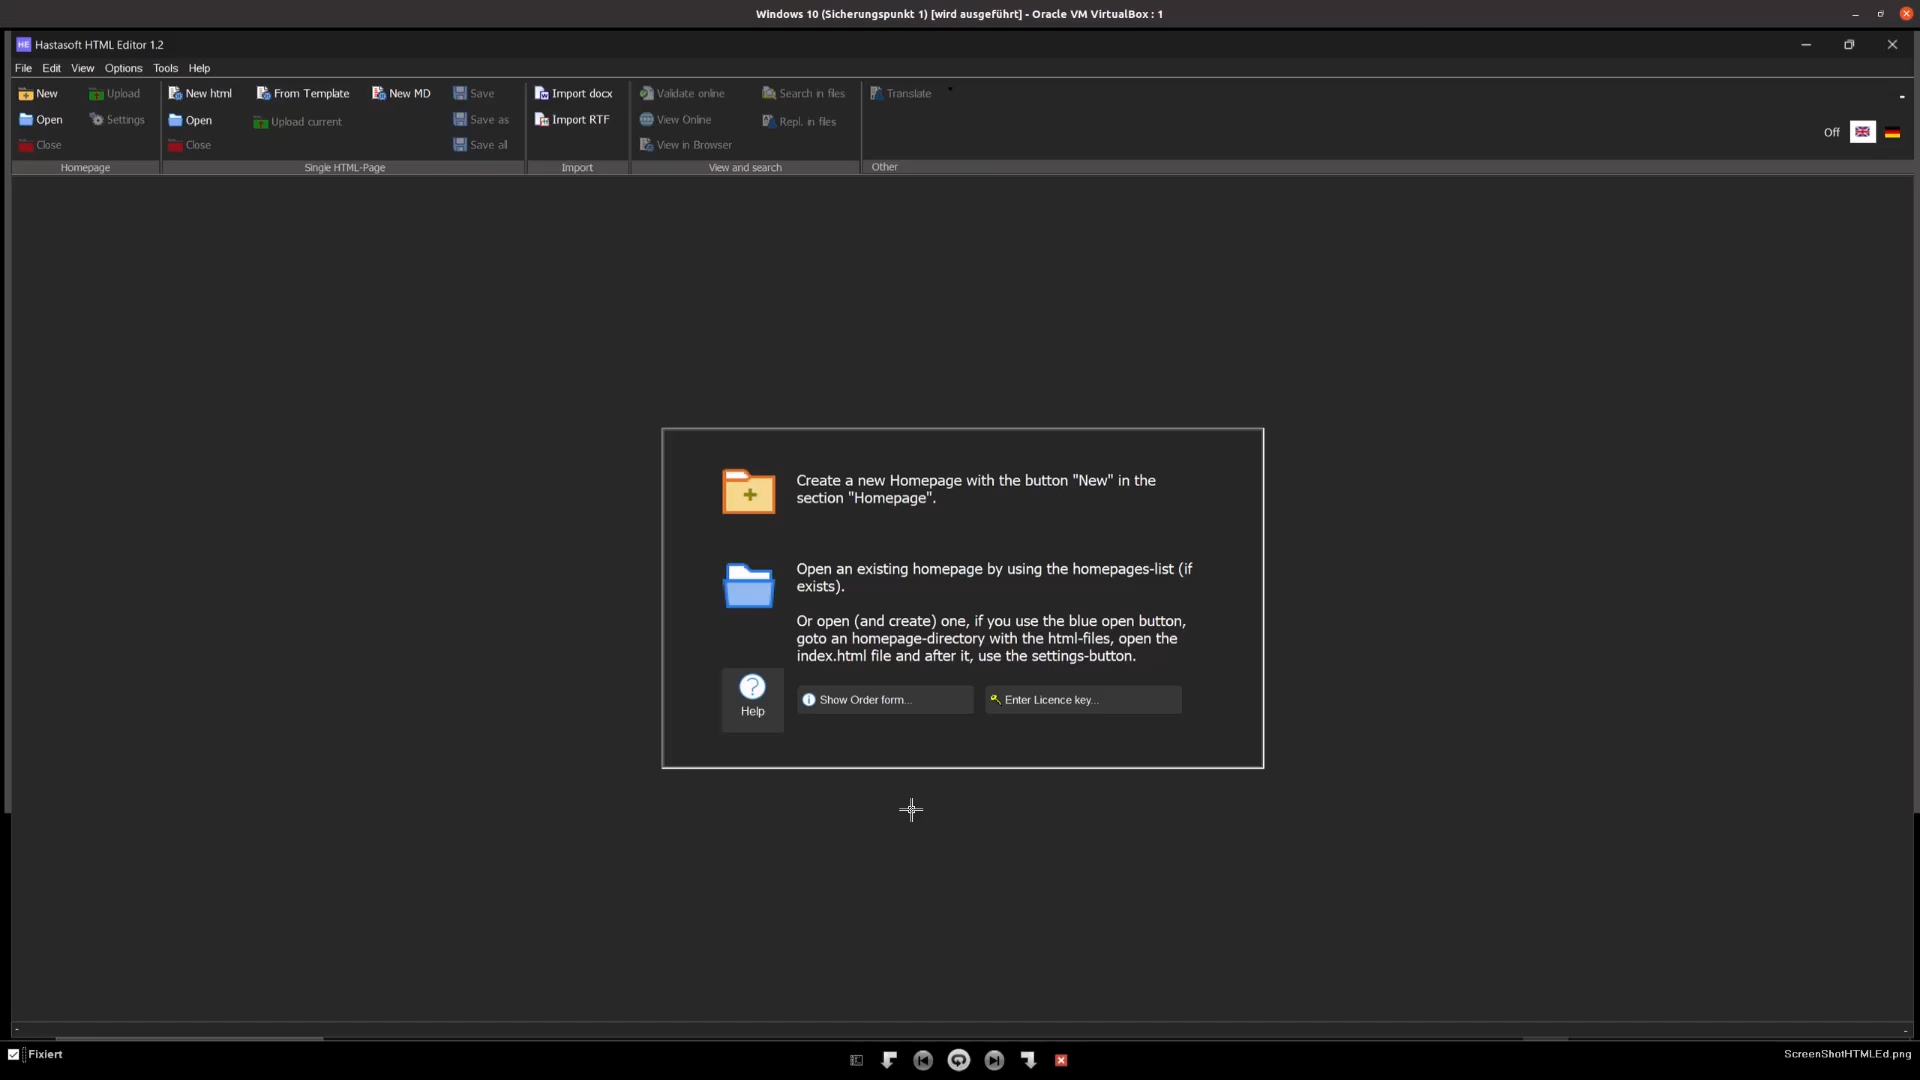 Windows 10 (Sicherungspunkt 1) [wird ausgeführt] - Oracle VM VirtualBox : 1
HE Hastasoft HTML Editor 1.2
File Edit View Options Tools Help
New Upload New html From Template New MD Save Import docx Validate online Search in files Translate
Open Settings Open Upload current Save as Import RTF View Online Repl. in files
Off
Close Close Save all View in Browser
Homepage Single HTML-Page Import View and search Other
Create a new Homepage with the button "New" in the
section "Homepage".
Open an existing homepage by using the homepages-list (if
exists).
Or open (and create) one, if you use the blue open button,
goto an homepage-directory with the html-files, open the
index.html file and after it, use the settings-button.
Help Show Order form... Enter Licence key...
Fixiert
ScreenShotHTMLEd.png